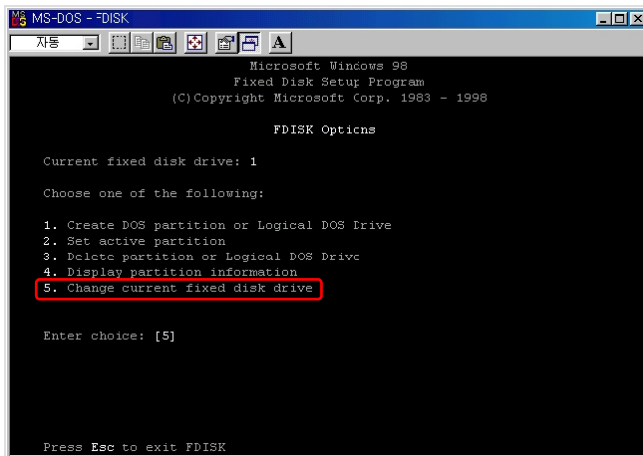 MS-DOS - FDISK
자동
A
Microsoft Windows 98
Fixed Disk Setup Program
(C)Copyright Microsoft Corp. 1983 - 1998
FDISK Options
Current fixed disk drive: 1
Choose one of the following:
1. Create DOS partition or Logical DOS Drive
2. Set active partition
3. Delete partition or Logical DOS Drive
4. Display partition information
5. Change current fixed disk drive
Enter choice: [5]
Press Esc to exit FDISK